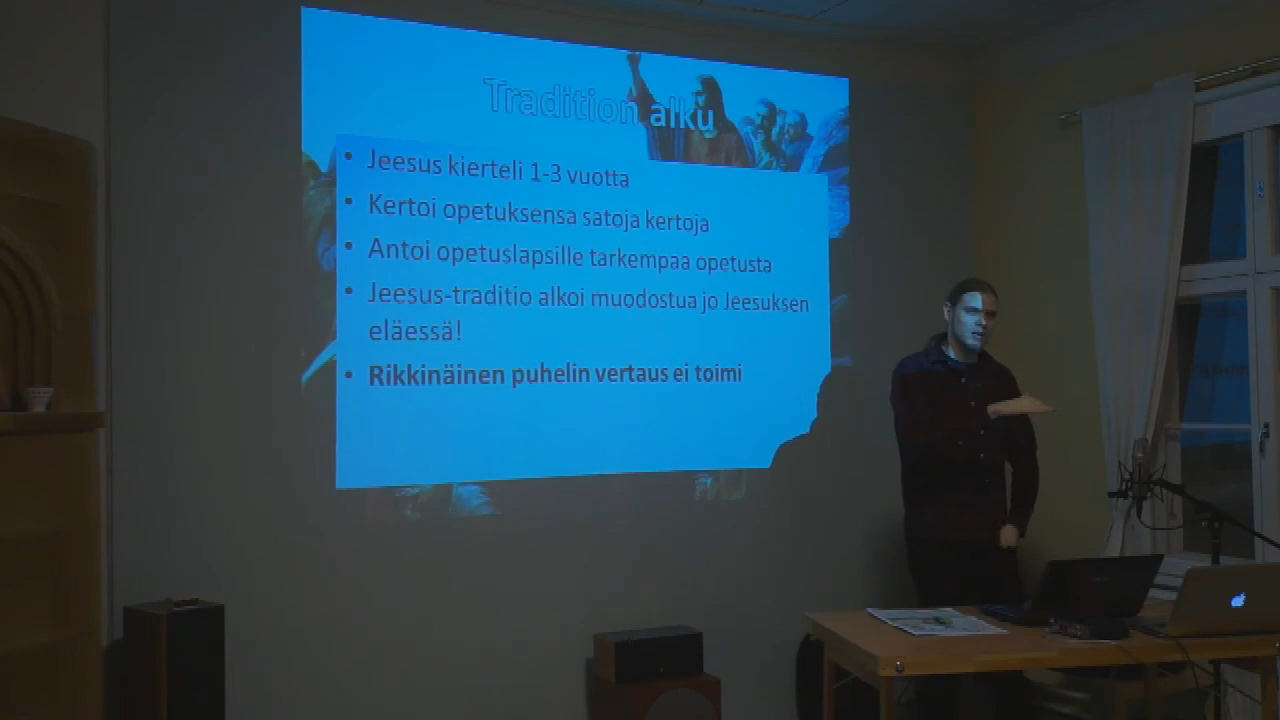 Tradition alku
• Jeesus kierteli 1-3 vuotta
• Kertoi opetuksensa satoja kertoja
• Antoi opetuslapsille tarkempaa opetusta
• Jeesus-traditio alkoi muodostua jo Jeesuksen
eläessä!
• Rikkinäinen puhelin vertaus ei toimi